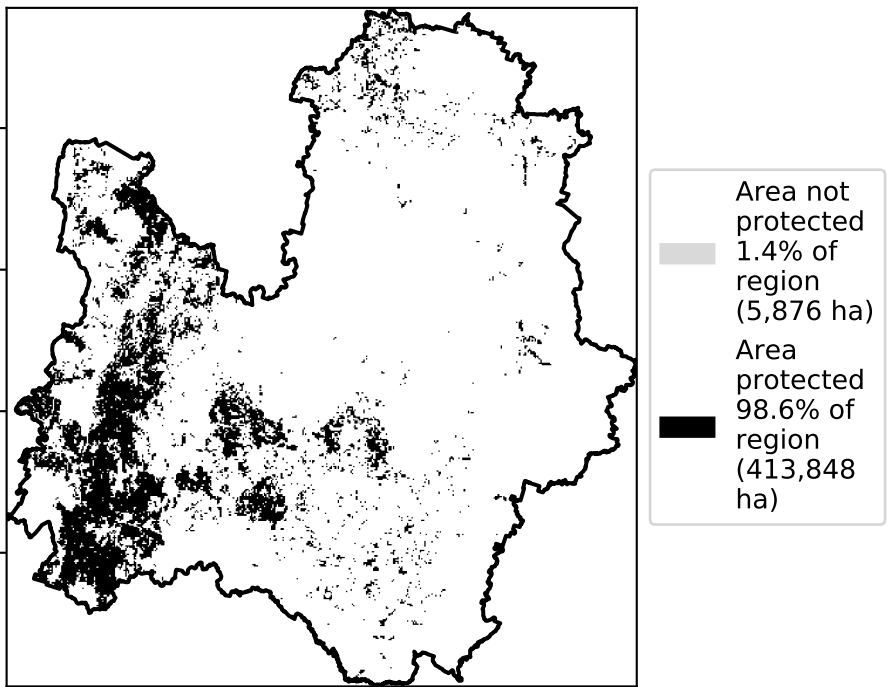 Area not
protected
1.4% of
region
(5,876 ha)
Area
protected
98.6% of
region
(413,848
ha)